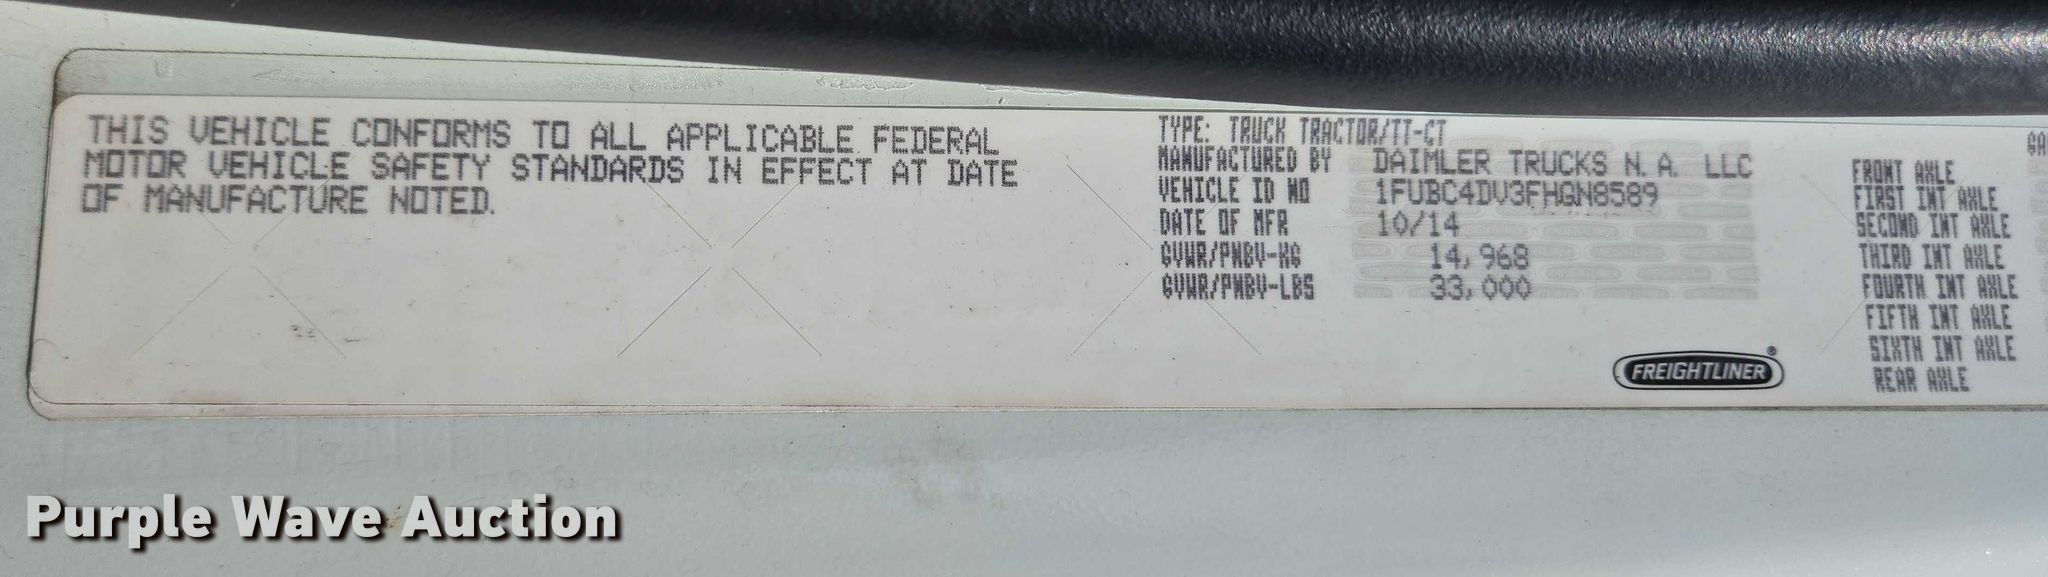 THIS VEHICLE CONFORMS TO ALL APPLICABLE FEDERAL
MOTOR VEHICLE SAFETY STANDARDS IN EFFECT AT DATE
OF MANUFACTURE NOTED.
TYPE: TRUCK TRACTOR/TT-CT
MANUFACTURED BY DAIMLER TRUCKS N.A. LLC
VEHICLE ID NO 1FUBC4DV3FHGN8589
DATE OF MFR 10/14
GVWR/PNBV-KG 14,968
GVWR/PNBV-LBS 33,000
FREIGHTLINER®
GA
FRONT AXLE
FIRST INT AXLE
SECOND INT AXLE
THIRD INT AXLE
FOURTH INT AXLE
FIFTH INT AXLE
SIXTH INT AXLE
REAR AXLE
Purple Wave Auction